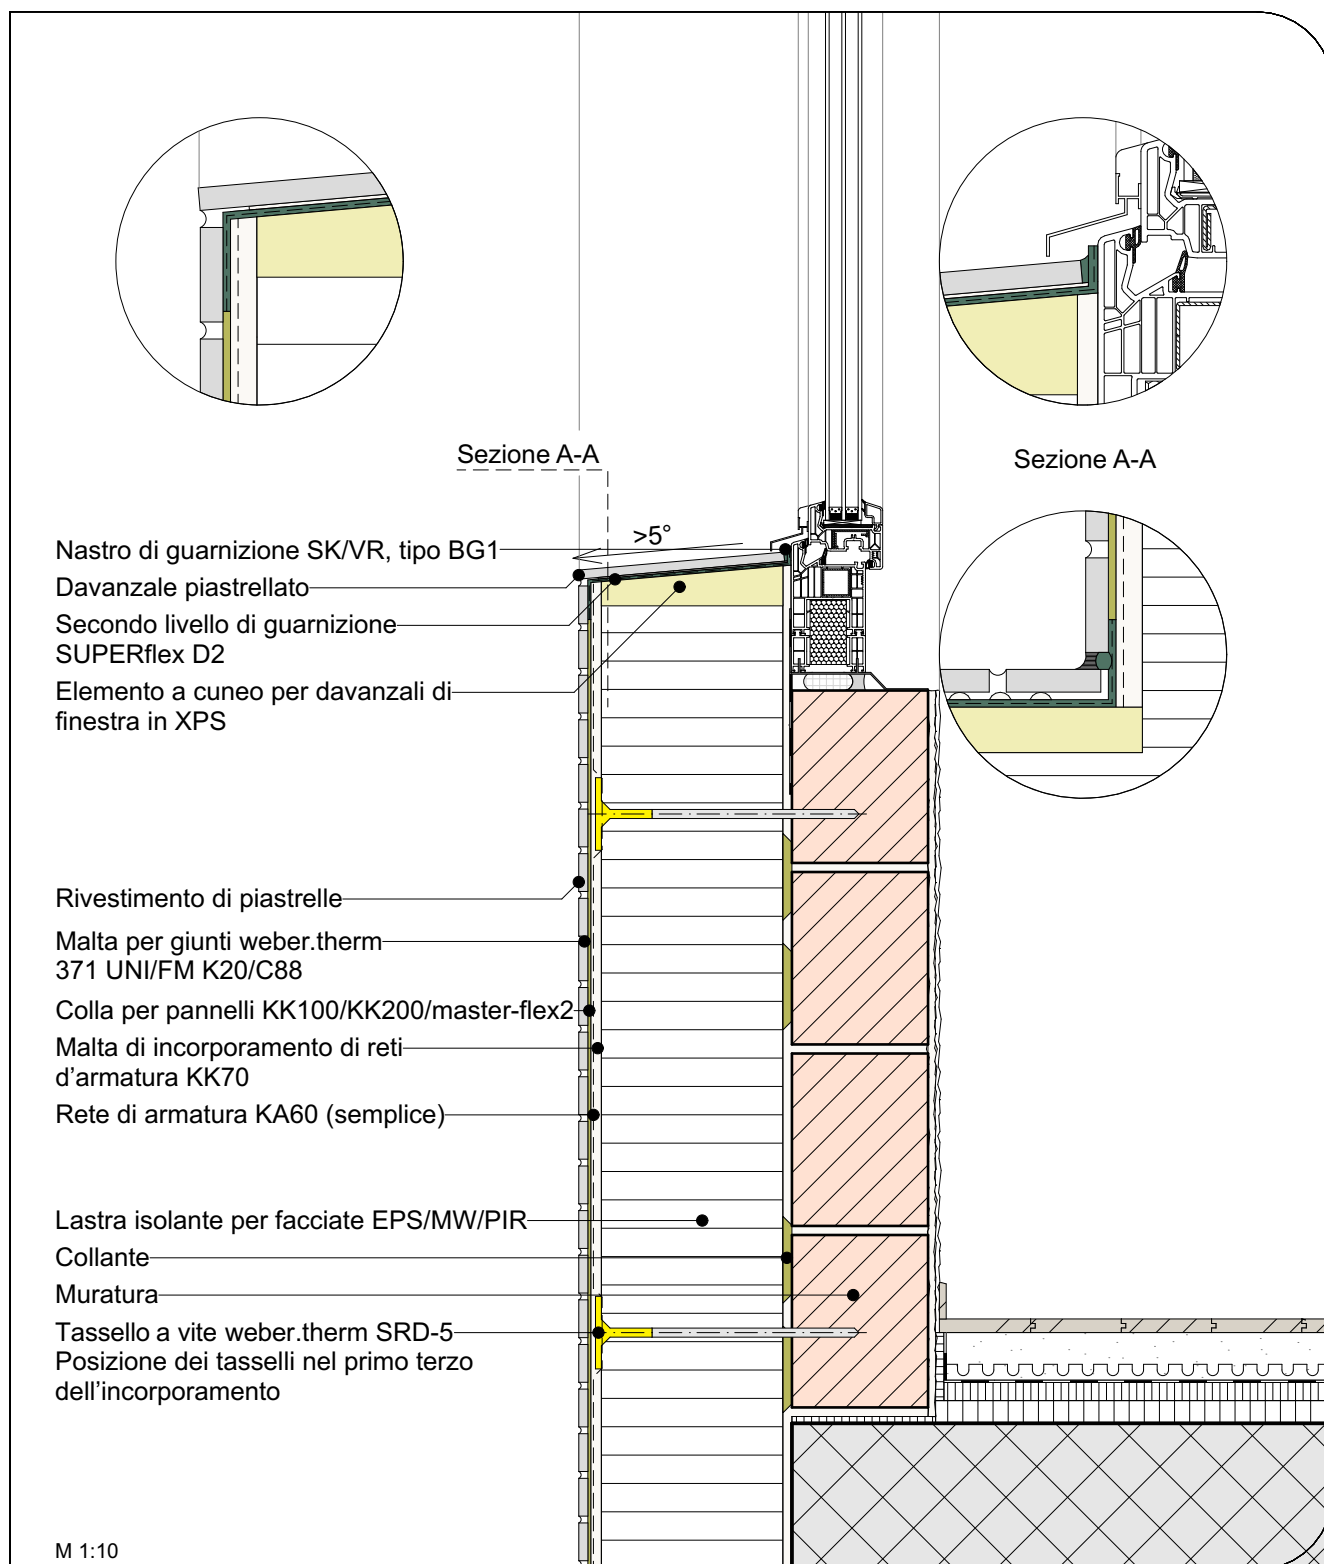 Sezione A-A
Sezione A-A
>5°
Nastro di guarnizione SK/VR, tipo BG1
Davanzale piastrellato
Secondo livello di guarnizione
SUPERflex D2
Elemento a cuneo per davanzali di
finestra in XPS
Rivestimento di piastrelle
Malta per giunti weber.therm
371 UNI/FM K20/C88
Colla per pannelli KK100/KK200/master-flex2
Malta di incorporamento di reti
d’armatura KK70
Rete di armatura KA60 (semplice)
Lastra isolante per facciate EPS/MW/PIR
Collante
Muratura
Tassello a vite weber.therm SRD-5
Posizione dei tasselli nel primo terzo
dell’incorporamento
M 1:10